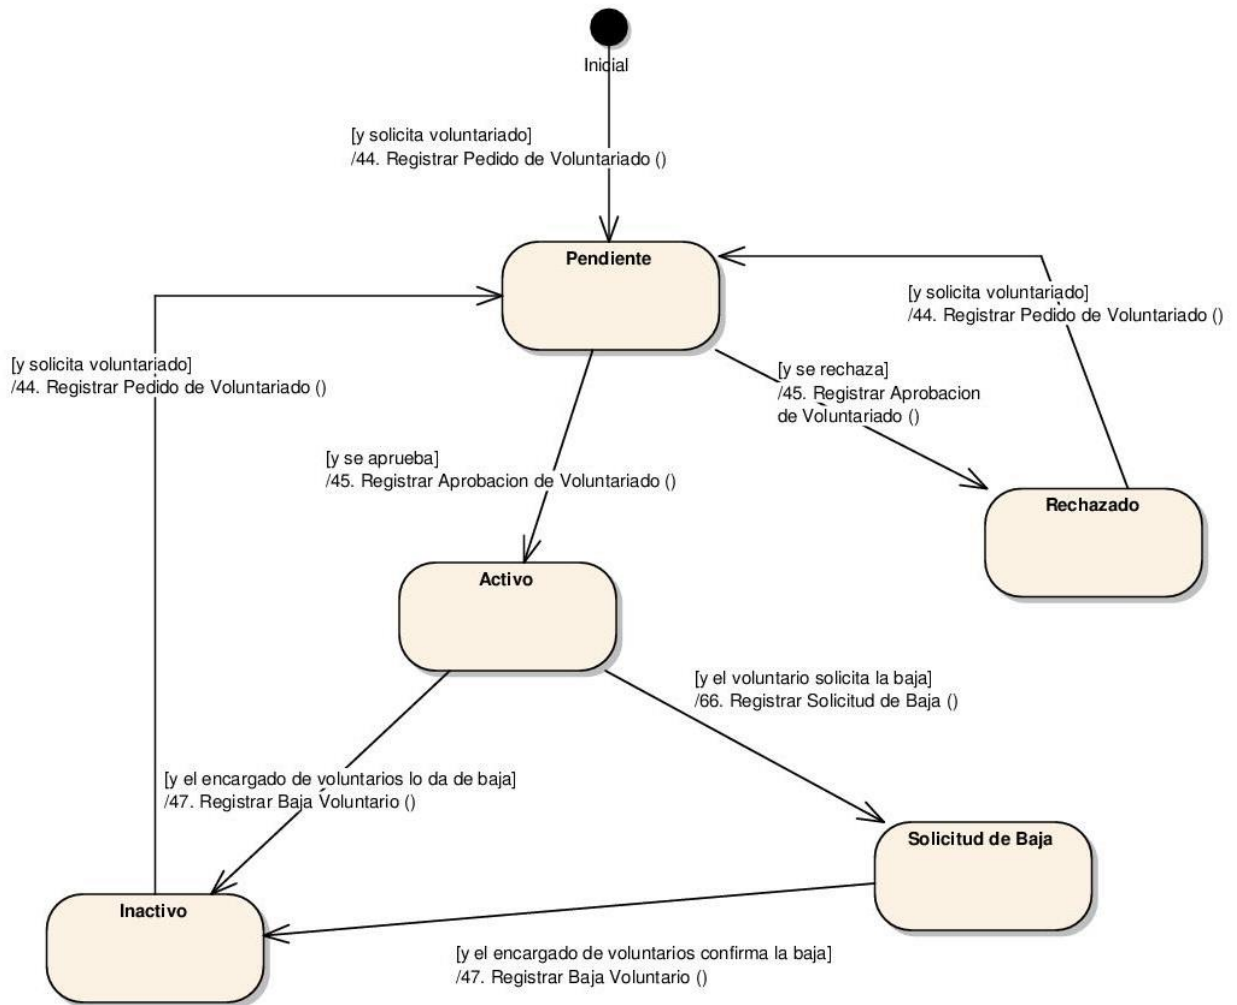 Inicial
[y solicita voluntariado]
/44. Registrar Pedido de Voluntariado ()
Pendiente
[y solicita voluntariado]
/44. Registrar Pedido de Voluntariado ()
[y solicita voluntariado]
/44. Registrar Pedido de Voluntariado ()
[y se rechaza]
/45. Registrar Aprobacion
de Voluntariado ()
[y se aprueba]
/45. Registrar Aprobacion de Voluntariado ()
Rechazado
Activo
[y el voluntario solicita la baja]
/66. Registrar Solicitud de Baja ()
[y el encargado de voluntarios lo da de baja]
/47. Registrar Baja Voluntario ()
Solicitud de Baja
Inactivo
[y el encargado de voluntarios confirma la baja]
/47. Registrar Baja Voluntario ()